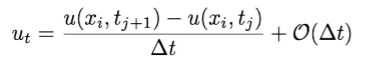 u_t = \frac{u(x_i, t_{j+1}) - u(x_i, t_j)}{\Delta t} + \mathcal{O}(\Delta t)